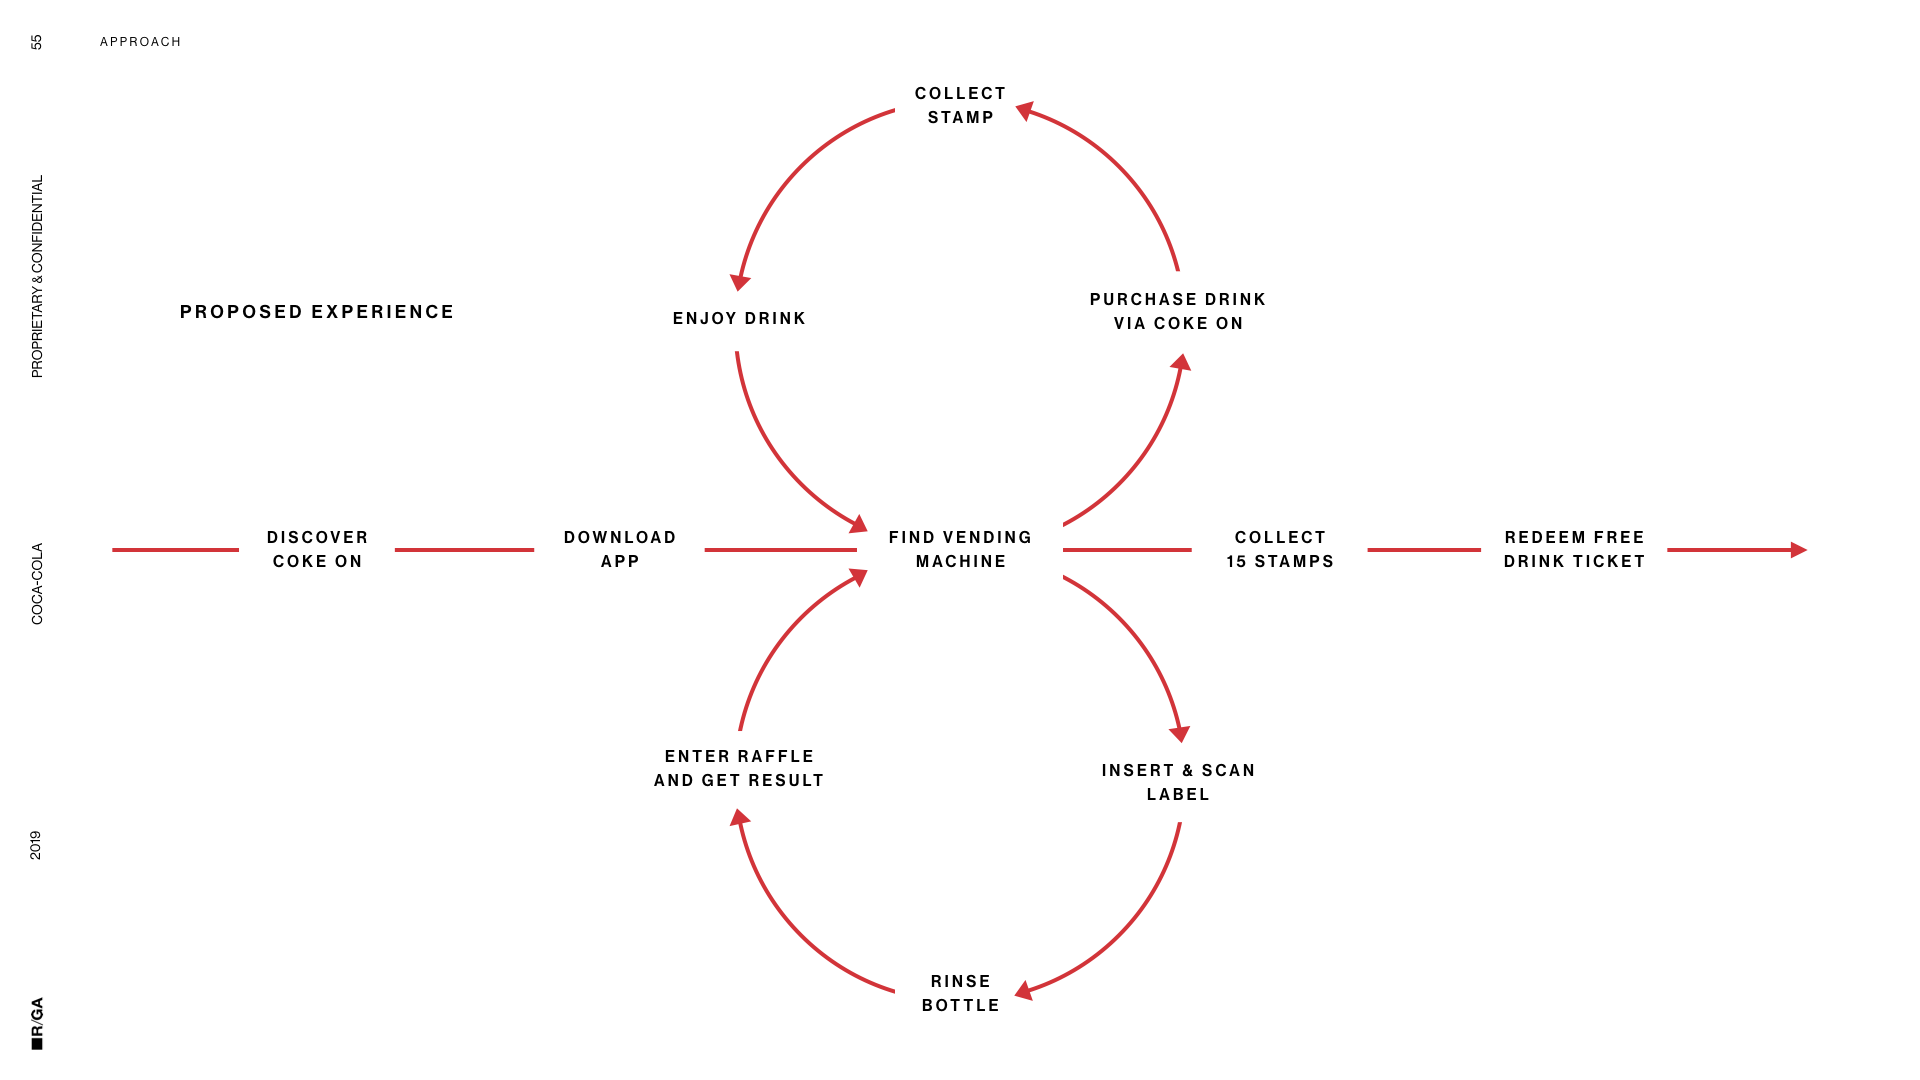 55
APPROACH
PROPRIETARY & CONFIDENTIAL
COCA-COLA
2019
R/GA
PROPOSED EXPERIENCE
COLLECT
STAMP
ENJOY DRINK
PURCHASE DRINK
VIA COKE ON
DISCOVER
COKE ON
DOWNLOAD
APP
FIND VENDING
MACHINE
COLLECT
15 STAMPS
REDEEM FREE
DRINK TICKET
ENTER RAFFLE
AND GET RESULT
INSERT & SCAN
LABEL
RINSE
BOTTLE